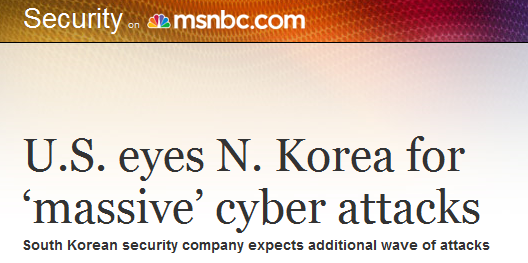 Security on msnbc.com
U.S. eyes N. Korea for
‘massive’ cyber attacks
South Korean security company expects additional wave of attacks